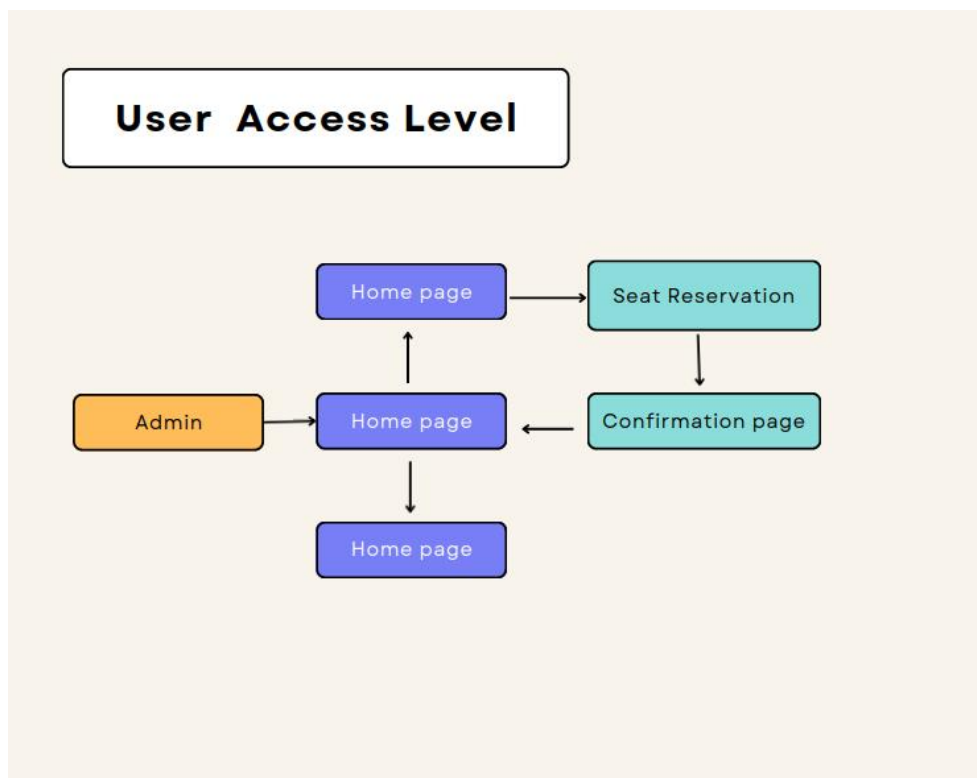 User Access Level
Home page
Seat Reservation
Admin
Home page
Confirmation page
Home page